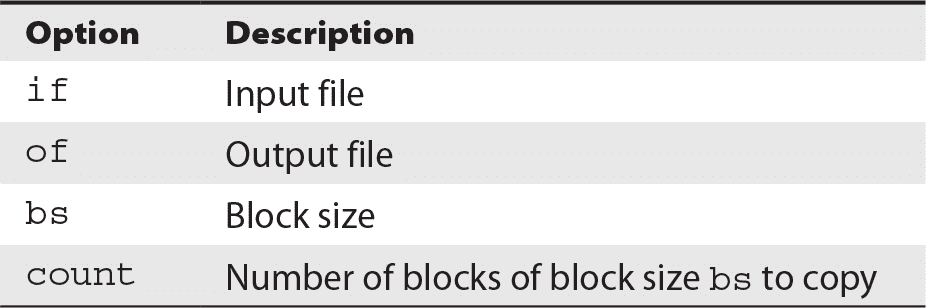 Option Description
if Input file
of Output file
bs Block size
count Number of blocks of block size bs to copy